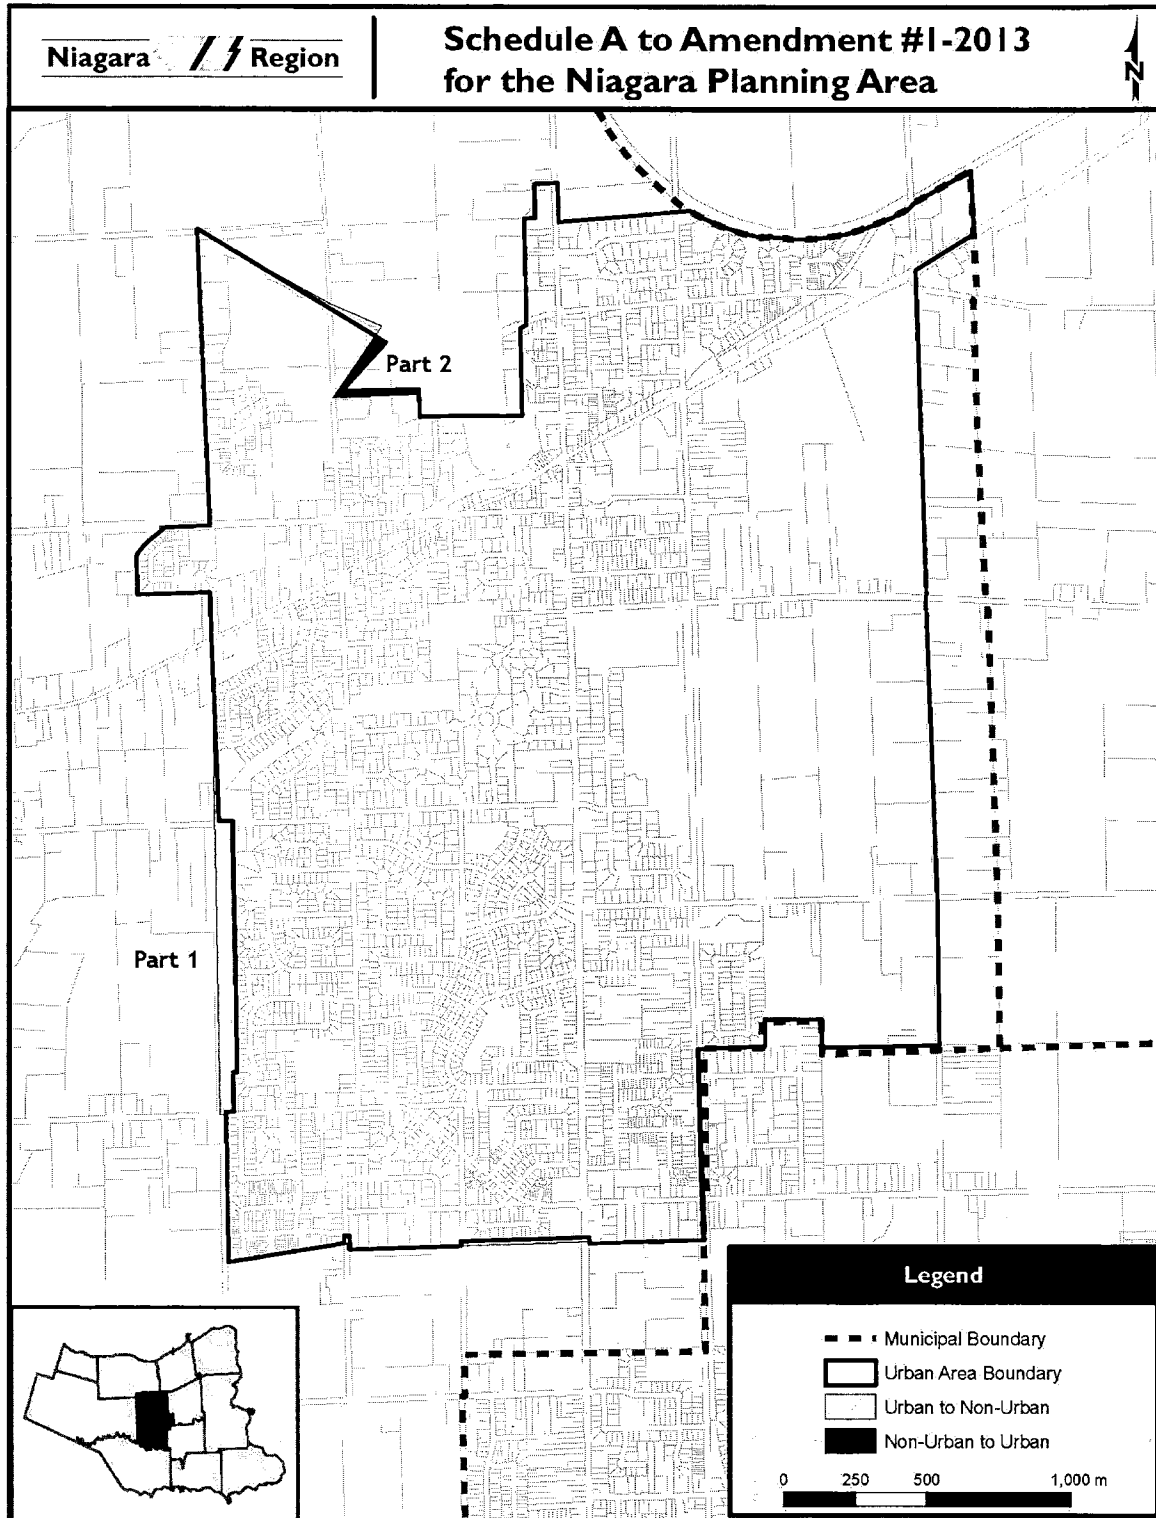 Niagara Region
Schedule A to Amendment #1-2013
for the Niagara Planning Area
N
Part 2
Part 1
Legend
Municipal Boundary
Urban Area Boundary
Urban to Non-Urban
Non-Urban to Urban
0 250 500 1,000 m